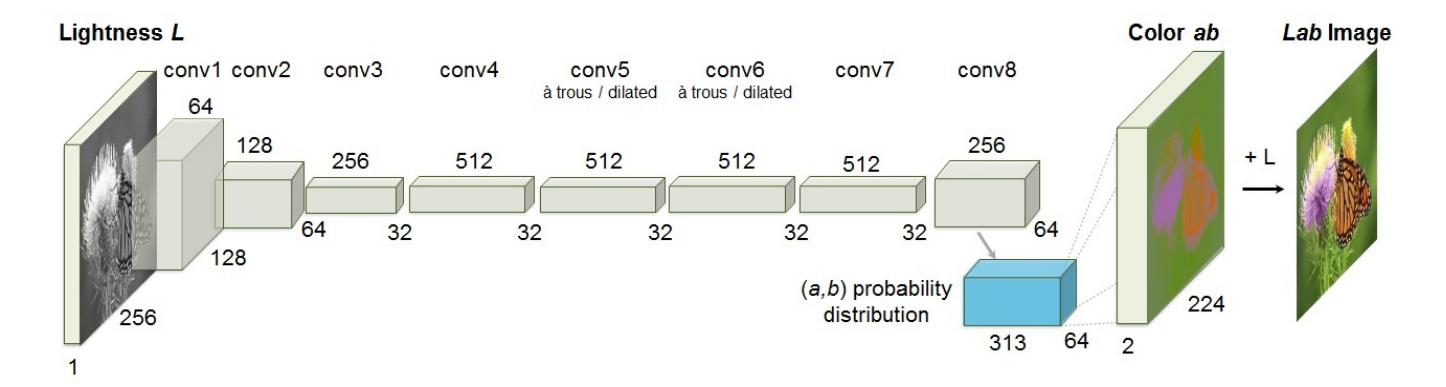 Lightness L
Color ab
Lab Image
conv1
conv2
conv3
conv4
conv5
à trous / dilated
conv6
à trous / dilated
conv7
conv8
64
128
256
512
512
512
512
256
+ L
64
32
32
32
32
32
64
128
256
1
(a,b) probability
distribution
313
64
2
224